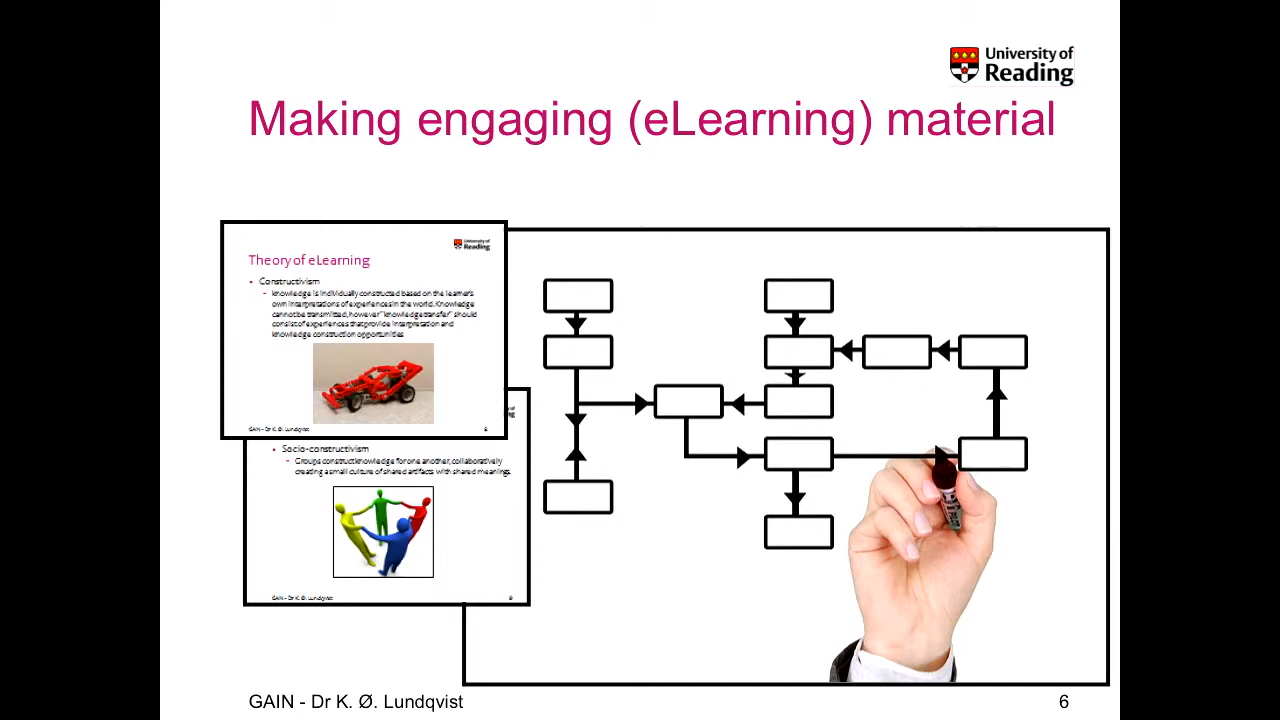 University of
Reading
Making engaging (eLearning) material
University of
Reading
Theory of eLearning
• Constructivism
– knowledge is individually constructed based on the learner's
own interpretations of experiences in the world. Knowledge
cannot be transmitted, however "knowledge transfer" should
consist of experiences that provide interpretation and
knowledge construction opportunities
GAIN - Dr K. Ø. Lundqvist
• Socio-constructivism
– Groups construct knowledge for one another, collaboratively
creating a small culture of shared artifacts with shared meanings.
GAIN - Dr K. Ø. Lundqvist
GAIN - Dr K. Ø. Lundqvist
6